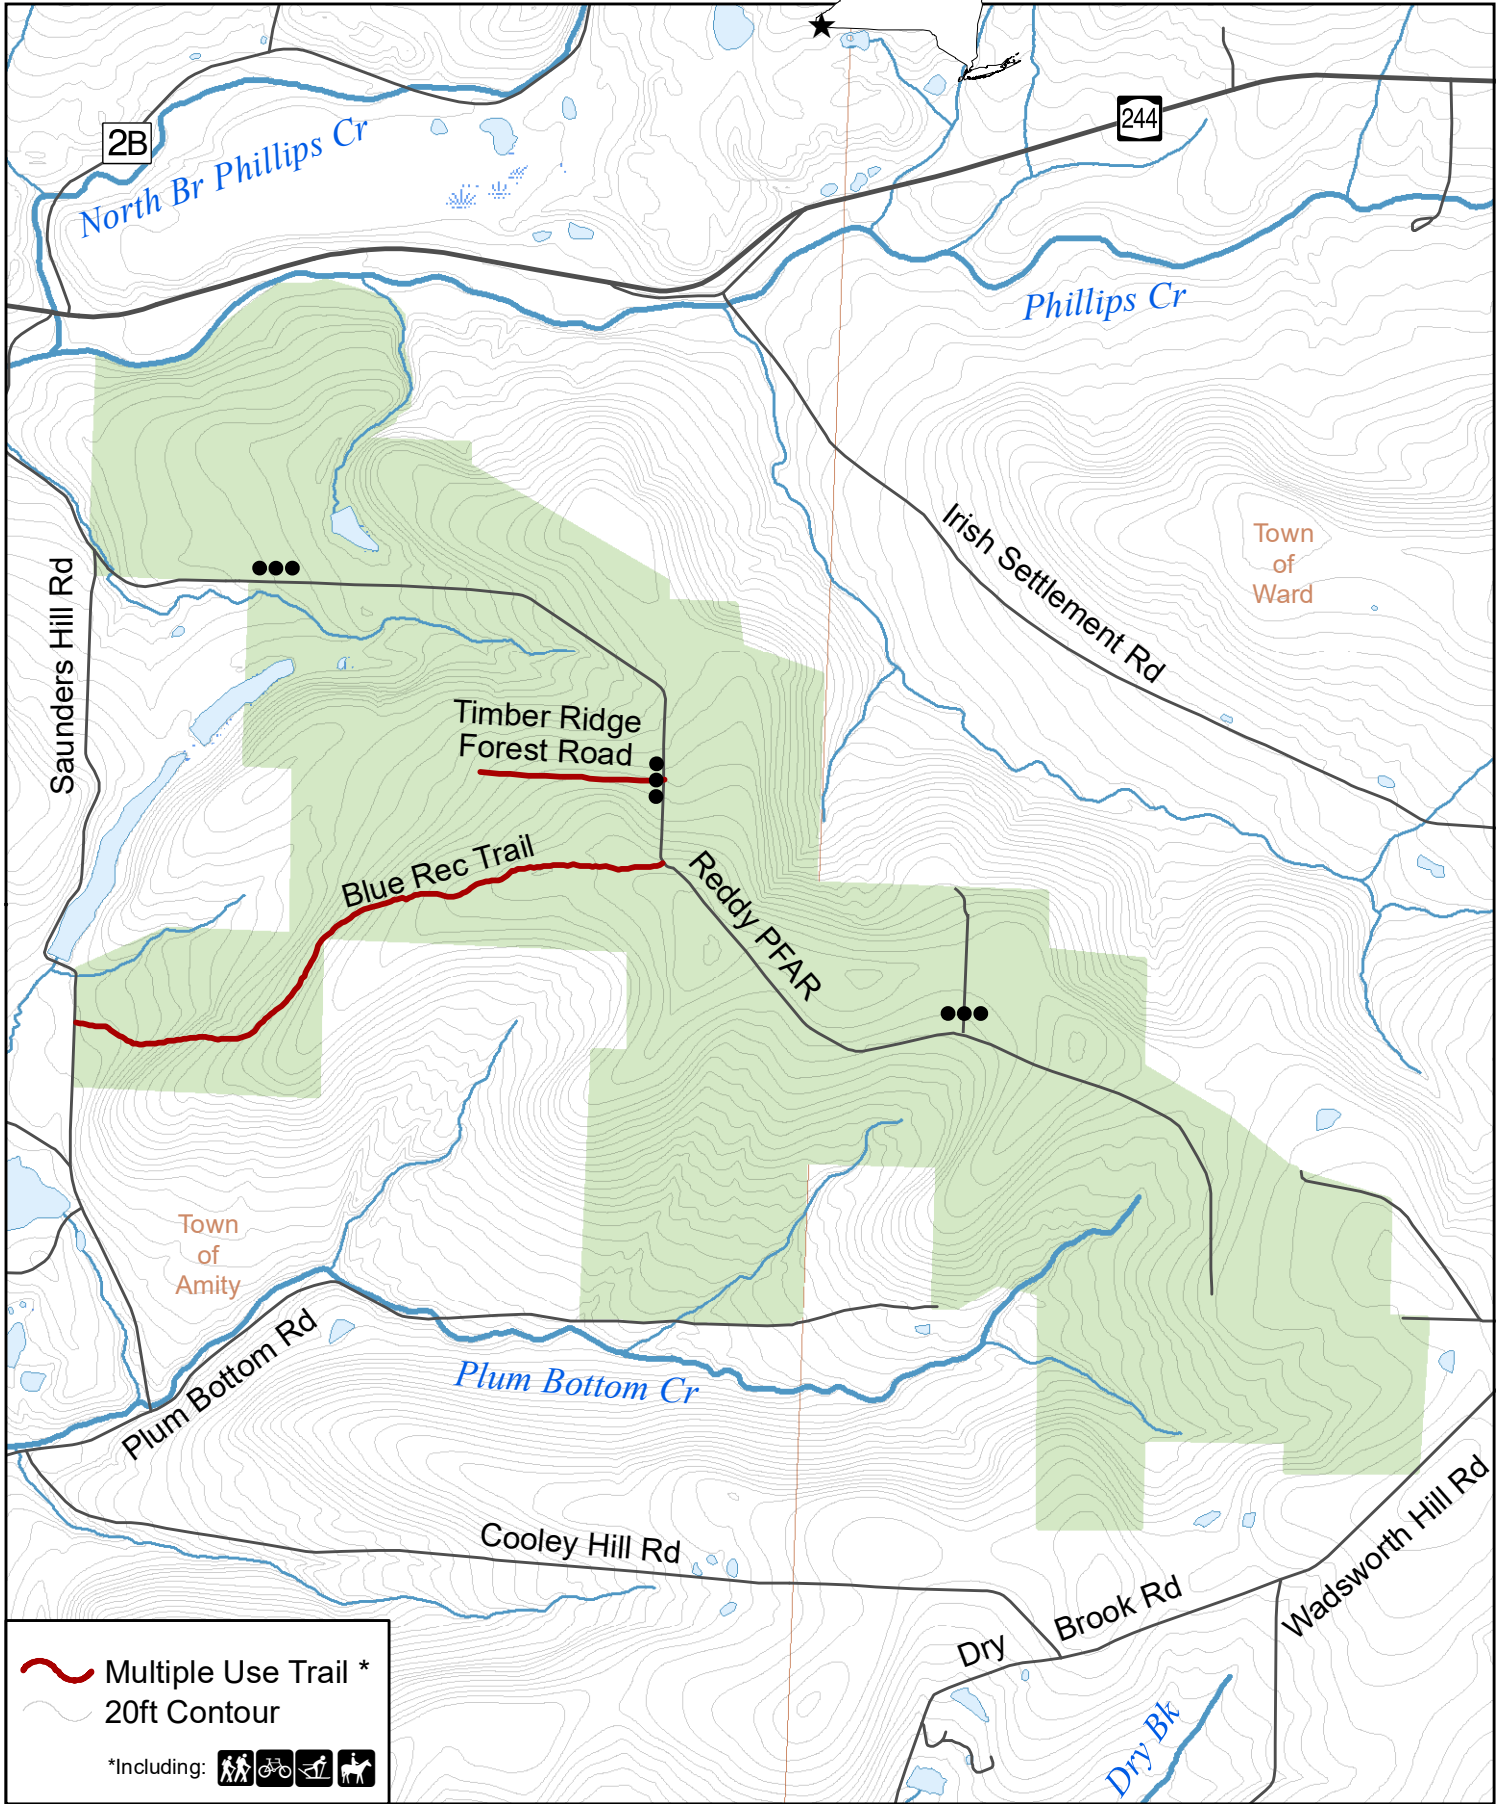 244
2B
North Br Phillips Cr
Phillips Cr
Irish Settlement Rd
Town
of
Ward
Saunders Hill Rd
Timber Ridge
Forest Road
Blue Rec Trail
Reddy PFAR
Town
of
Amity
Plum Bottom Rd
Plum Bottom Cr
Cooley Hill Rd
Wadsworth Hill Rd
Dry Brook Rd
Dry Bk
Multiple Use Trail *
20ft Contour
*Including: